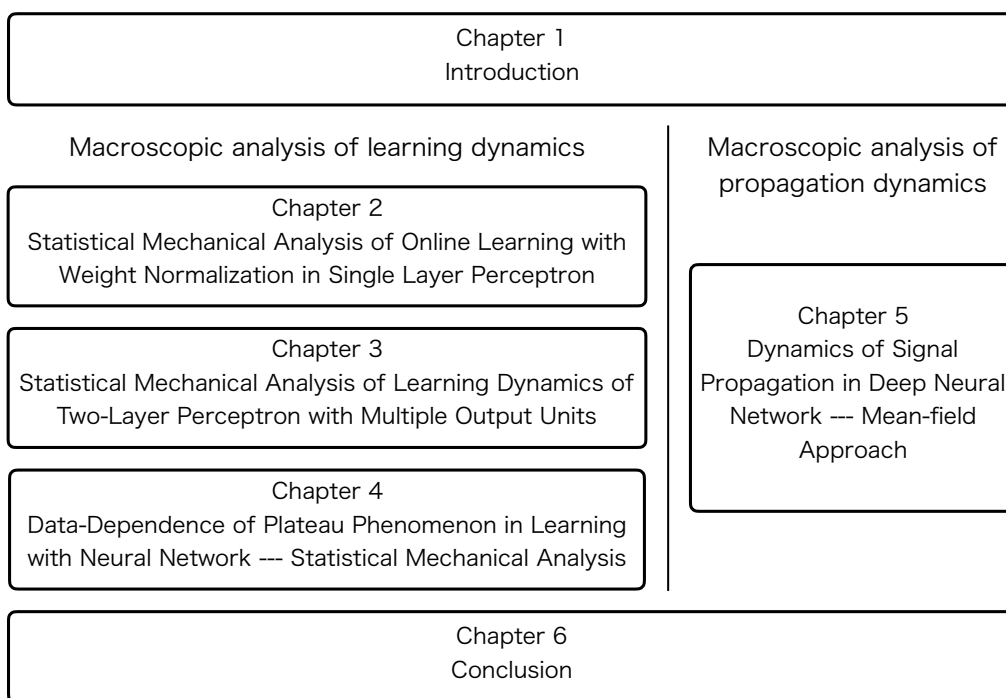 Chapter 1
Introduction
Macroscopic analysis of learning dynamics
Chapter 2
Statistical Mechanical Analysis of Online Learning with
Weight Normalization in Single Layer Perceptron
Chapter 3
Statistical Mechanical Analysis of Learning Dynamics of
Two-Layer Perceptron with Multiple Output Units
Chapter 4
Data-Dependence of Plateau Phenomenon in Learning
with Neural Network --- Statistical Mechanical Analysis
Macroscopic analysis of
propagation dynamics
Chapter 5
Dynamics of Signal
Propagation in Deep Neural
Network --- Mean-field
Approach
Chapter 6
Conclusion